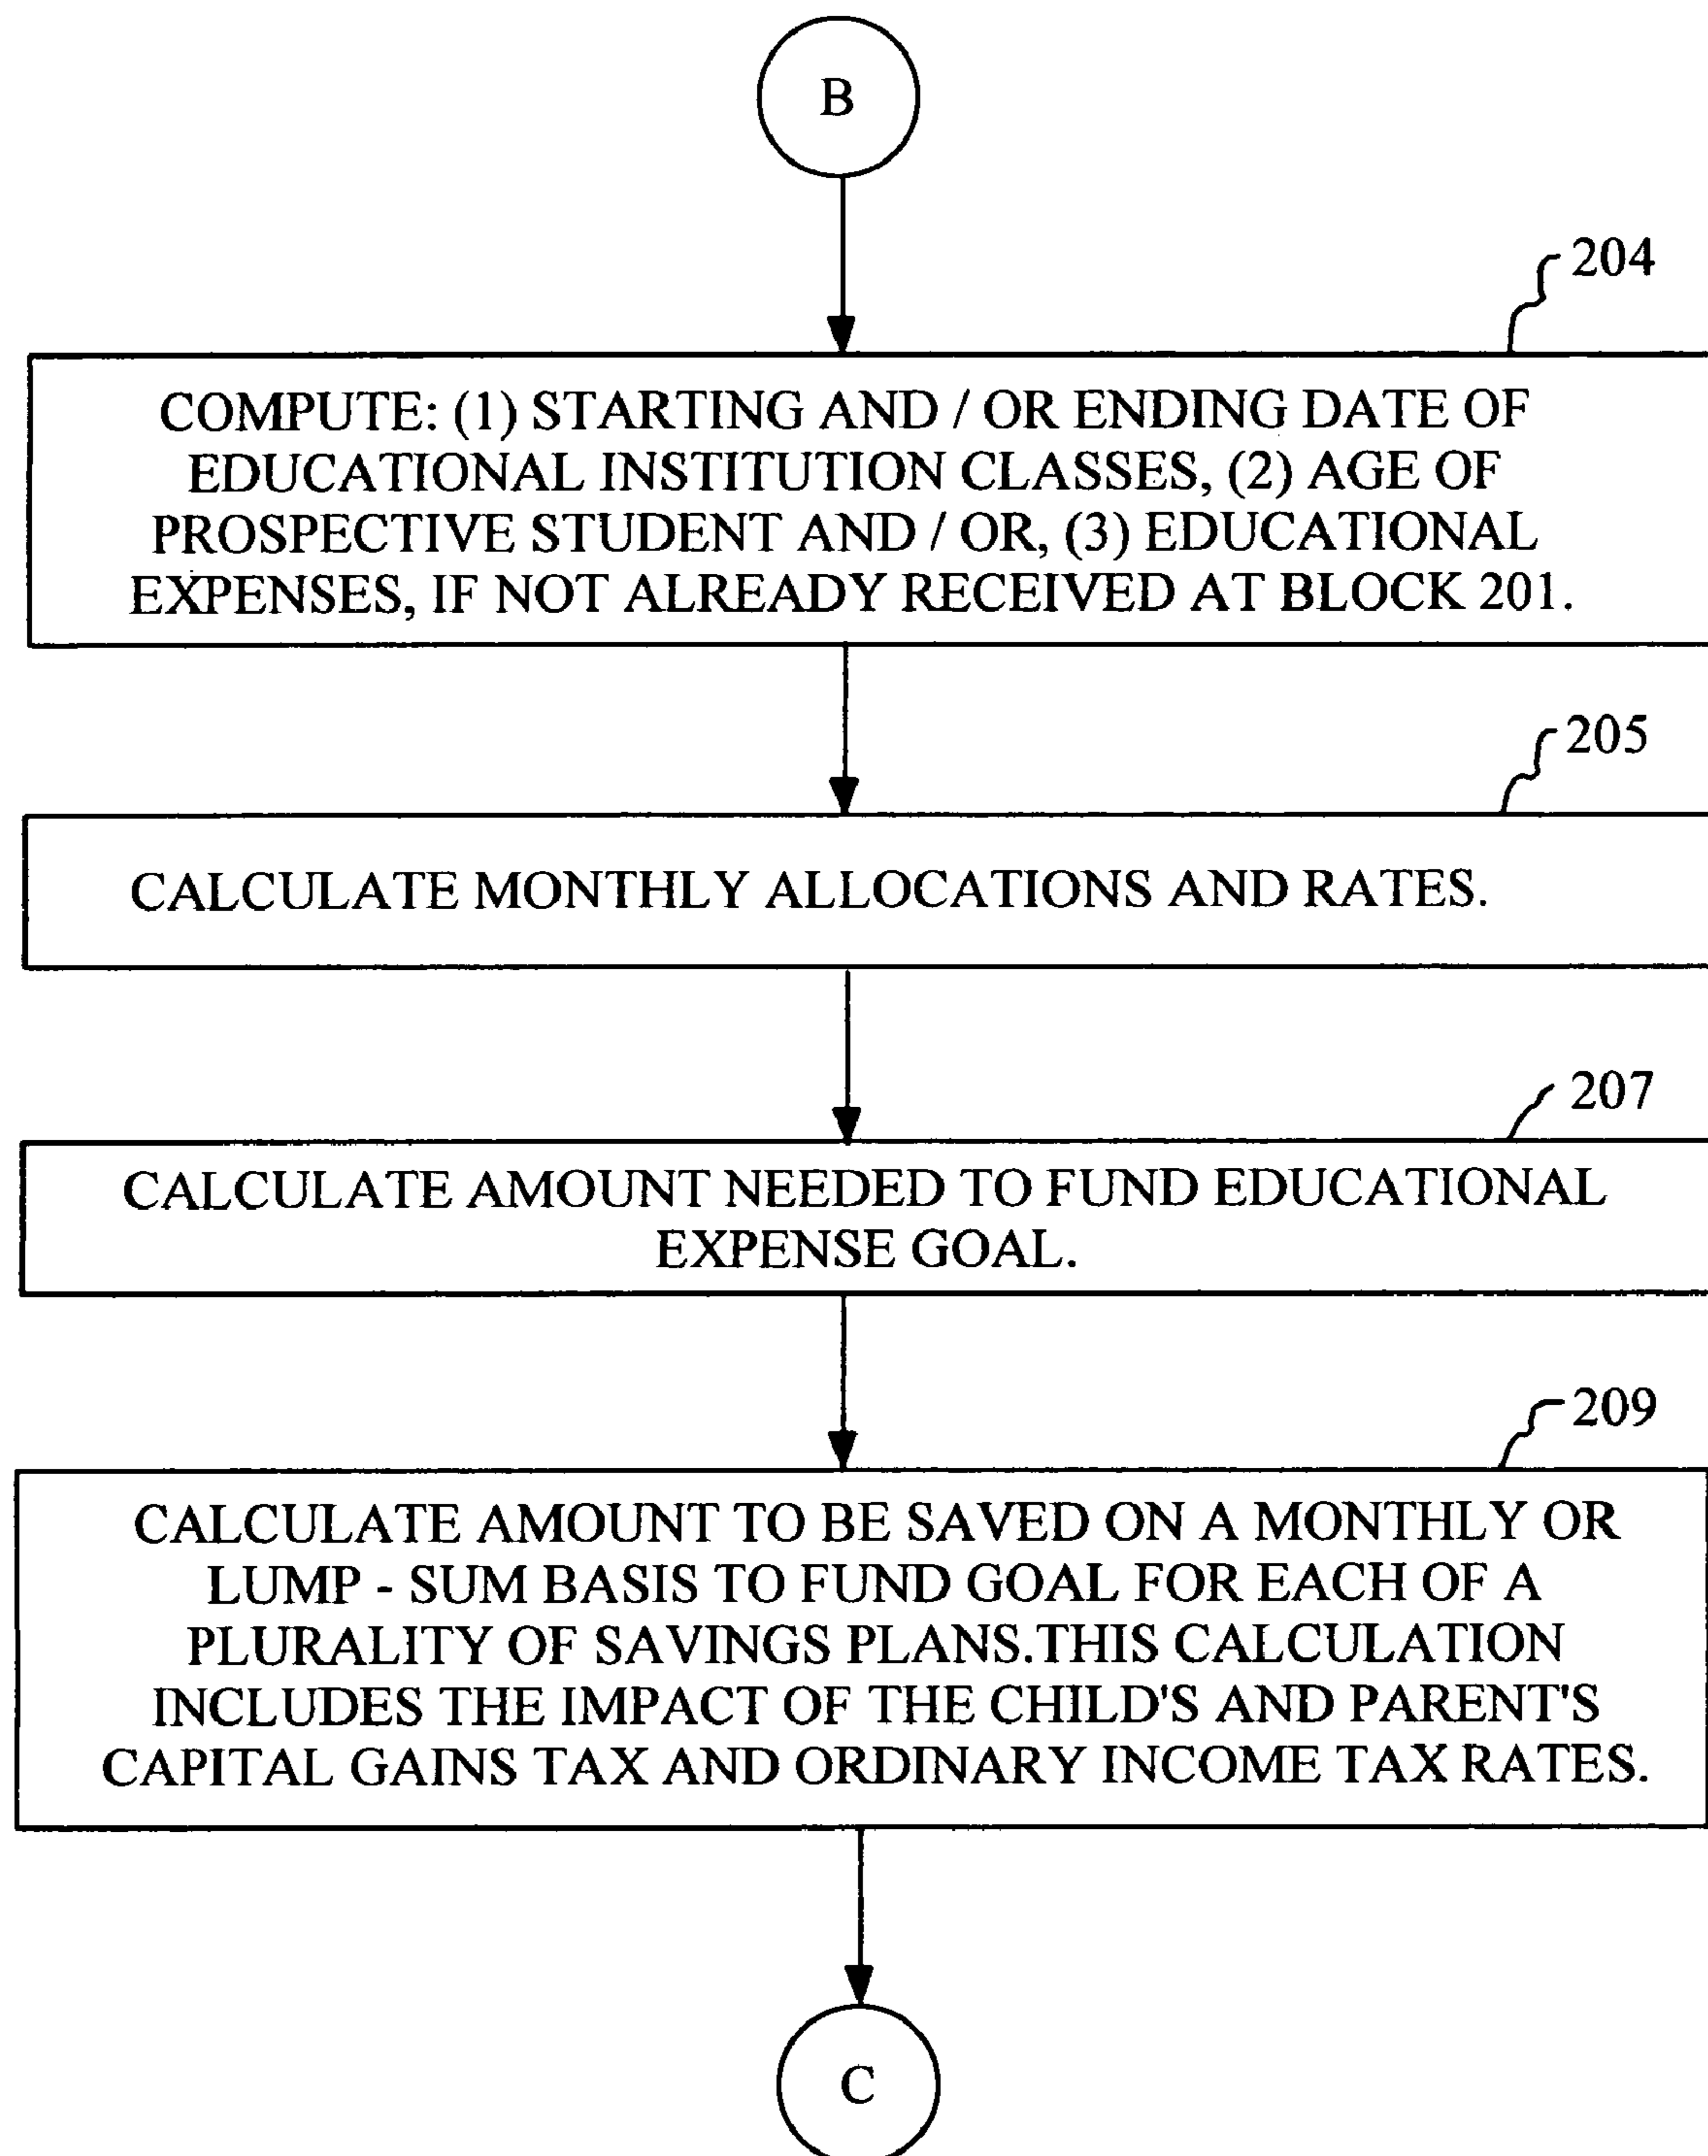 B
204
COMPUTE: (1) STARTING AND / OR ENDING DATE OF
EDUCATIONAL INSTITUTION CLASSES, (2) AGE OF
PROSPECTIVE STUDENT AND / OR, (3) EDUCATIONAL
EXPENSES, IF NOT ALREADY RECEIVED AT BLOCK 201.
205
CALCULATE MONTHLY ALLOCATIONS AND RATES.
207
CALCULATE AMOUNT NEEDED TO FUND EDUCATIONAL
EXPENSE GOAL.
209
CALCULATE AMOUNT TO BE SAVED ON A MONTHLY OR
LUMP - SUM BASIS TO FUND GOAL FOR EACH OF A
PLURALITY OF SAVINGS PLANS.THIS CALCULATION
INCLUDES THE IMPACT OF THE CHILD'S AND PARENT'S
CAPITAL GAINS TAX AND ORDINARY INCOME TAX RATES.
C